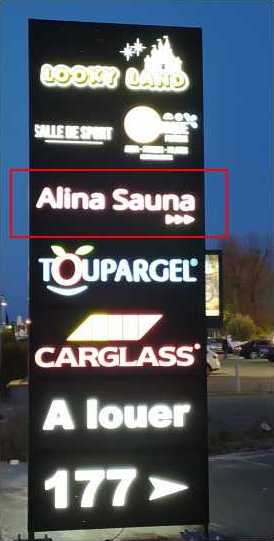 LOOKY LAND
SALLE DE SPORT
Alina Sauna
TOUPARGEL
CARGLASS®
A louer
177